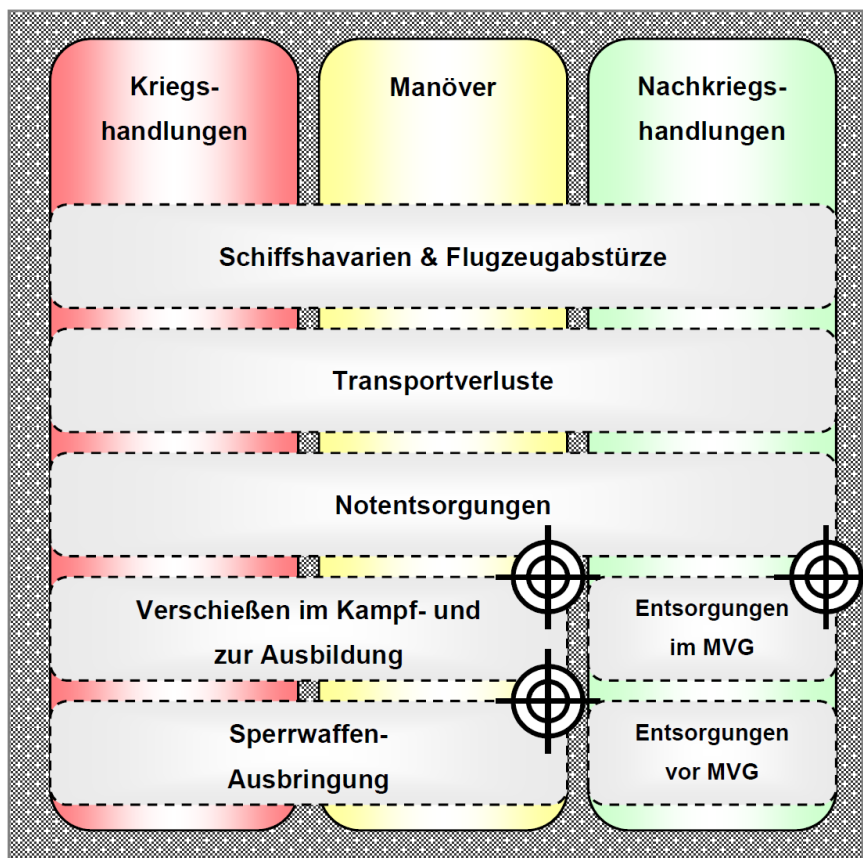 Kriegs-
handlungen
Manöver
Nachkriegs-
handlungen
Schiffshavarien & Flugzeugabstürze
Transportverluste
Notentsorgungen
Verschießen im Kampf- und
zur Ausbildung
Entsorgungen
im MVG
Sperrwaffen-
Ausbringung
Entsorgungen
vor MVG